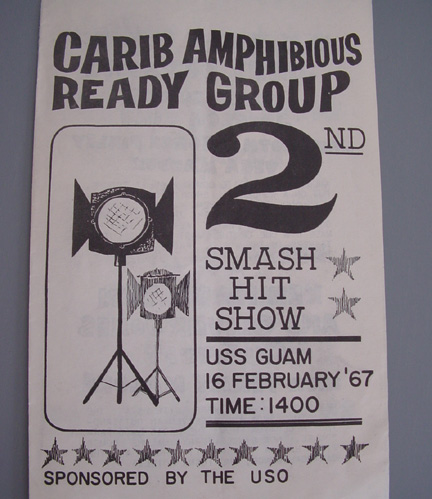 CARIB AMPHIBIOUS
READY GROUP
2ND
SMASH
HIT
SHOW
USS GUAM
16 FEBRUARY '67
TIME: 1400
SPONSORED BY THE USO